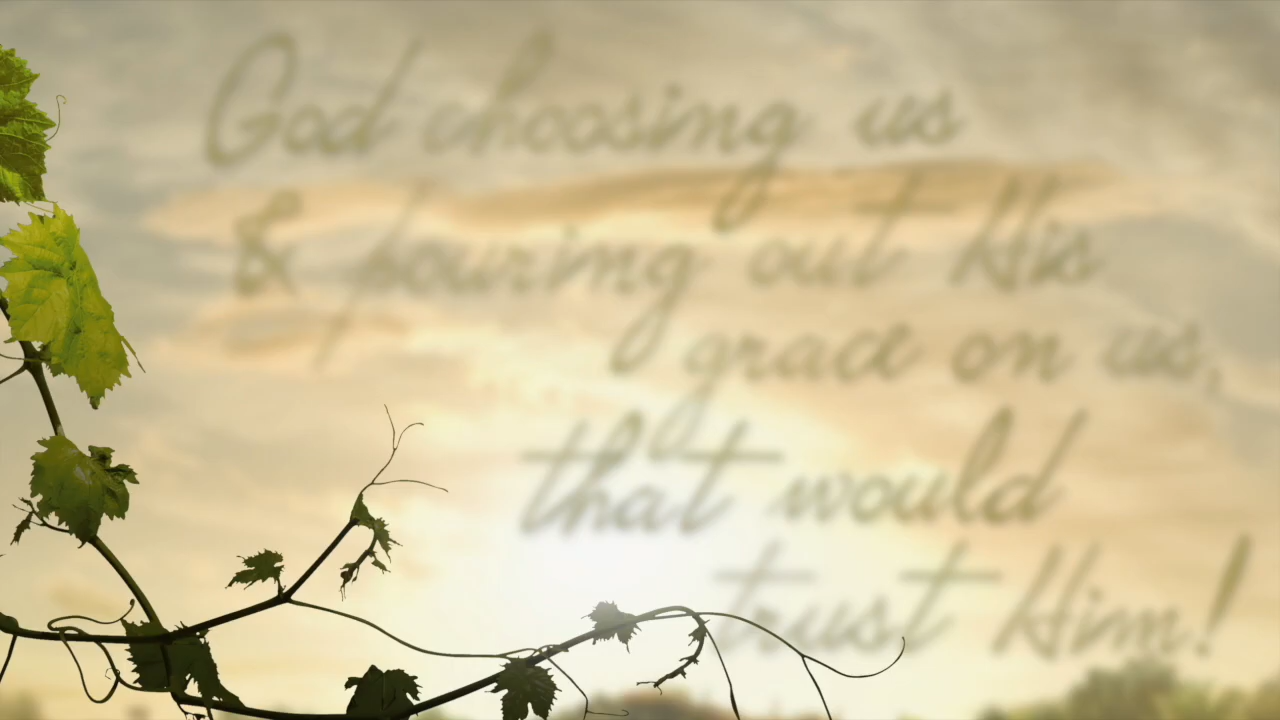 God choosing us
& pouring out His
grace on us,
that would
trust Him!